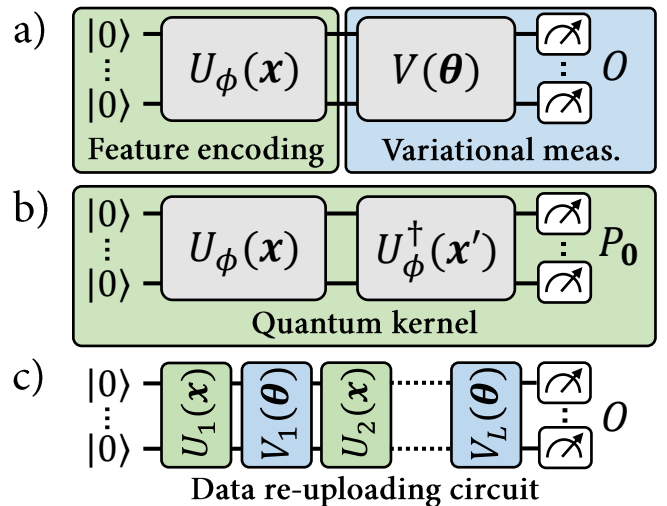 a) |0⟩ U_ϕ(𝒙) V(𝜽) O
⋮
|0⟩
Feature encoding Variational meas.
b) |0⟩ U_ϕ(𝒙) U_ϕ^†(𝒙′) P_𝟎
⋮
|0⟩
Quantum kernel
c) |0⟩ U_1(𝒙) V_1(𝜽) U_2(𝒙) V_L(𝜽) O
⋮
|0⟩
Data re-uploading circuit